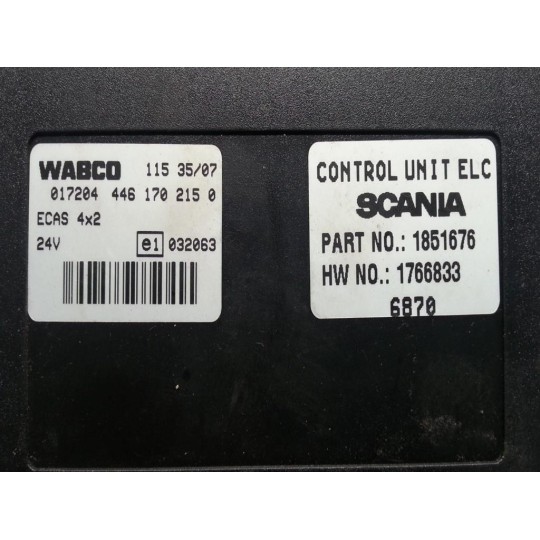 WABCO 115 35/07
017204 446 170 215 0
ECAS 4x2
24V e1 032063
CONTROL UNIT ELC
SCANIA
PART NO.: 1851676
HW NO.: 1766833
6870